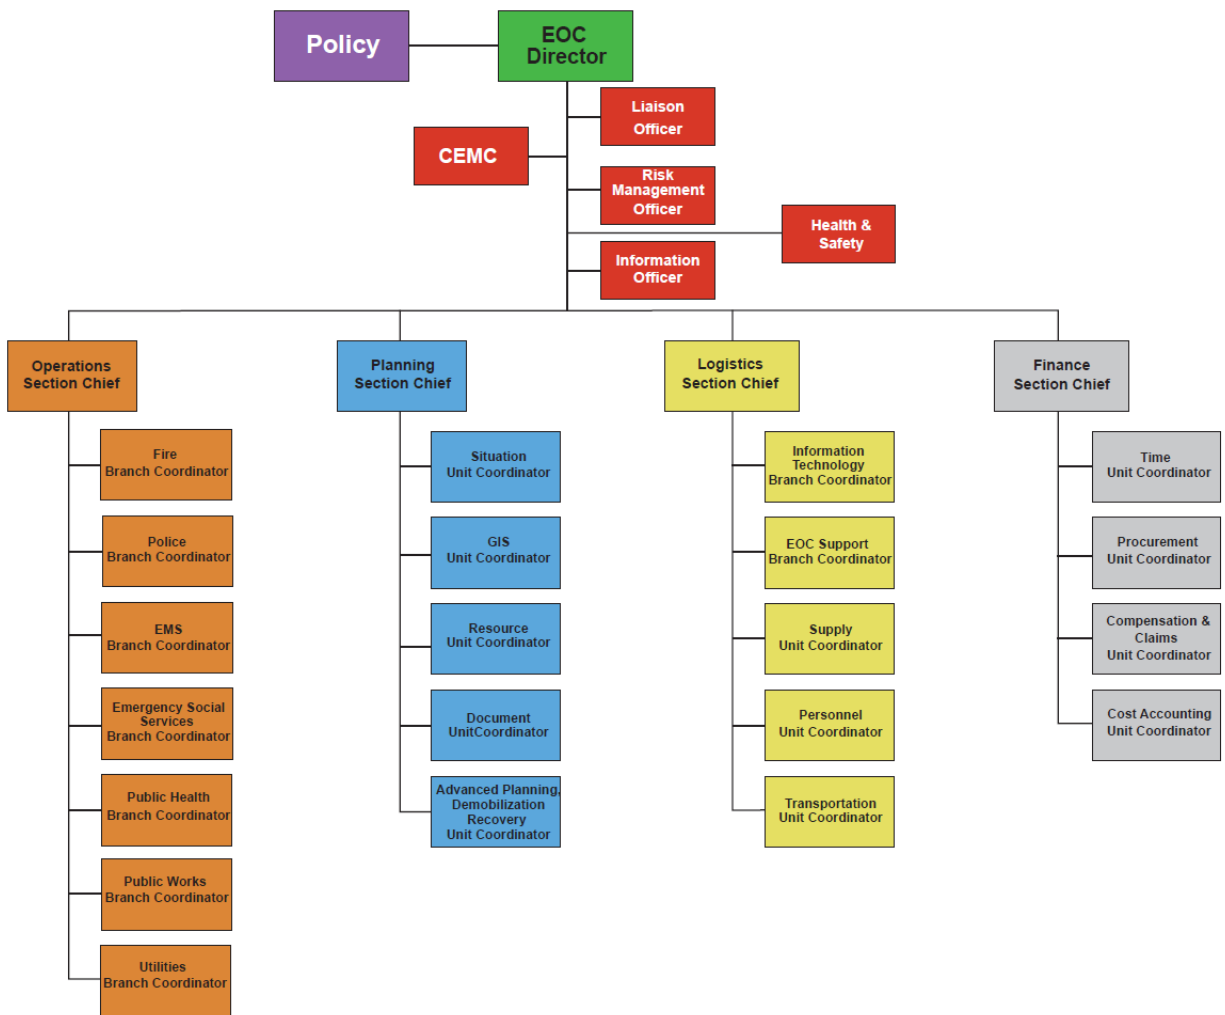 Policy
EOC
Director
Liaison
Officer
CEMC
Risk
Management
Officer
Health &
Safety
Information
Officer
Operations
Section Chief
Planning
Section Chief
Logistics
Section Chief
Finance
Section Chief
Fire
Branch Coordinator
Police
Branch Coordinator
EMS
Branch Coordinator
Emergency Social
Services
Branch Coordinator
Public Health
Branch Coordinator
Public Works
Branch Coordinator
Utilities
Branch Coordinator
Situation
Unit Coordinator
GIS
Unit Coordinator
Resource
Unit Coordinator
Document
UnitCoordinator
Advanced Planning,
Demobilization
Recovery
Unit Coordinator
Information
Technology
Branch Coordinator
EOC Support
Branch Coordinator
Supply
Unit Coordinator
Personnel
Unit Coordinator
Transportation
Unit Coordinator
Time
Unit Coordinator
Procurement
Unit Coordinator
Compensation &
Claims
Unit Coordinator
Cost Accounting
Unit Coordinator